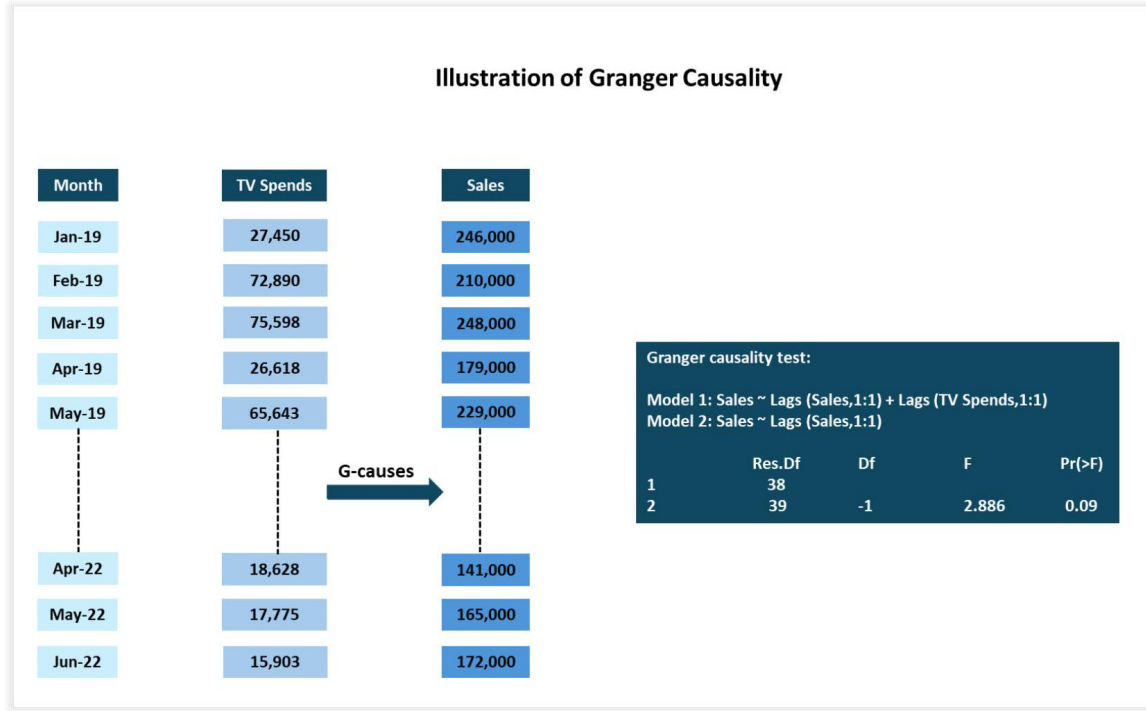 Illustration of Granger Causality
Month TV Spends Sales
Jan-19 27,450 246,000
Feb-19 72,890 210,000
Mar-19 75,598 248,000
Apr-19 26,618 179,000
May-19 65,643 229,000
G-causes
Apr-22 18,628 141,000
May-22 17,775 165,000
Jun-22 15,903 172,000
Granger causality test:
Model 1: Sales ~ Lags (Sales,1:1) + Lags (TV Spends,1:1)
Model 2: Sales ~ Lags (Sales,1:1)
Res.Df Df F Pr(>F)
1 38
2 39 -1 2.886 0.09